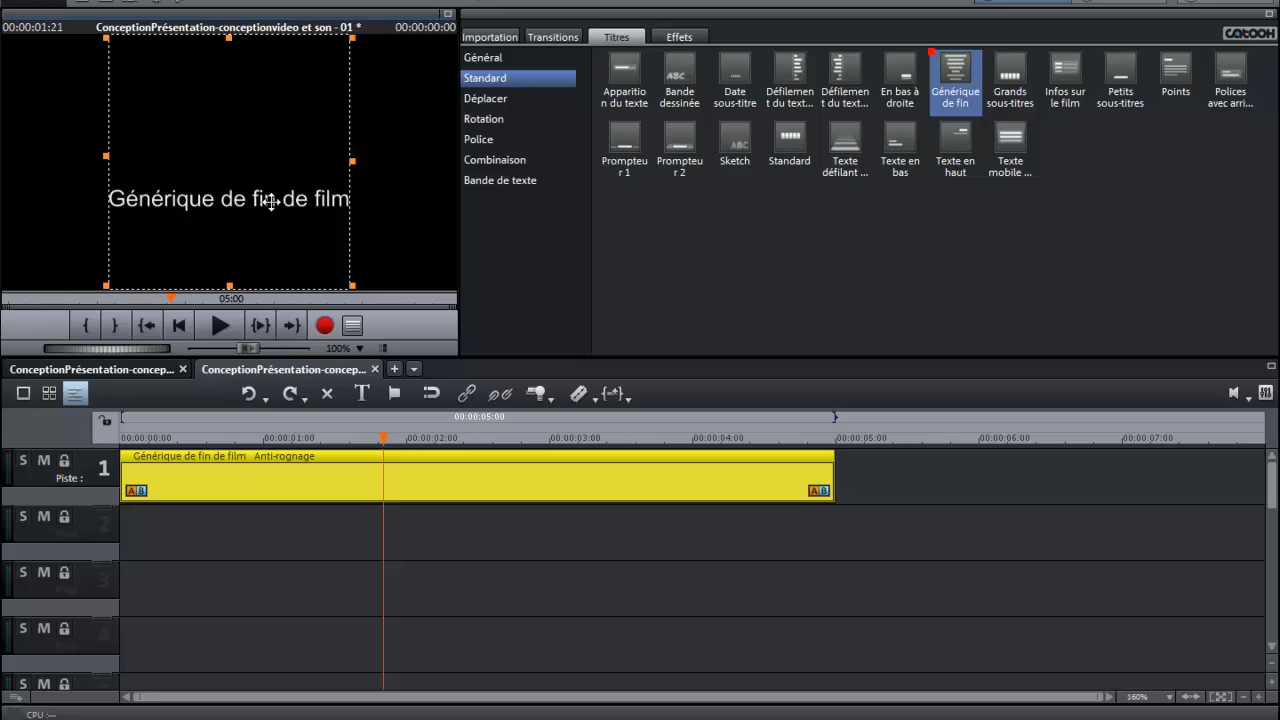 00:00:01:21 ConceptionPrésentation-conceptionvideo et son - 01 * 00:00:00:00
Importation Transitions Titres Effets CATOOH
Général
Standard
Déplacer
Rotation
Police
Combinaison
Bande de texte
Apparitio
n du texte
Bande
dessinée
Date
sous-titre
Défilemen
t du text...
Défilemen
t du text...
En bas à
droite
Générique
de fin
Grands
sous-titres
Infos sur
le film
Petits
sous-titres
Points
Polices
avec arri...
Prompteu
r 1
Prompteu
r 2
Sketch
Standard
Texte
défilant ...
Texte en
bas
Texte en
haut
Texte
mobile ...
ABC
ABC
Générique de fin de film
05:00
100%
ConceptionPrésentation-concep...
ConceptionPrésentation-concep...
00:00:05:00
00:00:00:00 00:00:01:00 00:00:02:00 00:00:03:00 00:00:04:00 00:00:05:00 00:00:06:00 00:00:07:00
S M 1
Piste :
Générique de fin de film Anti-rognage
A B A B
S M 2
S M 3
S M 4
S M
160%
CPU :---